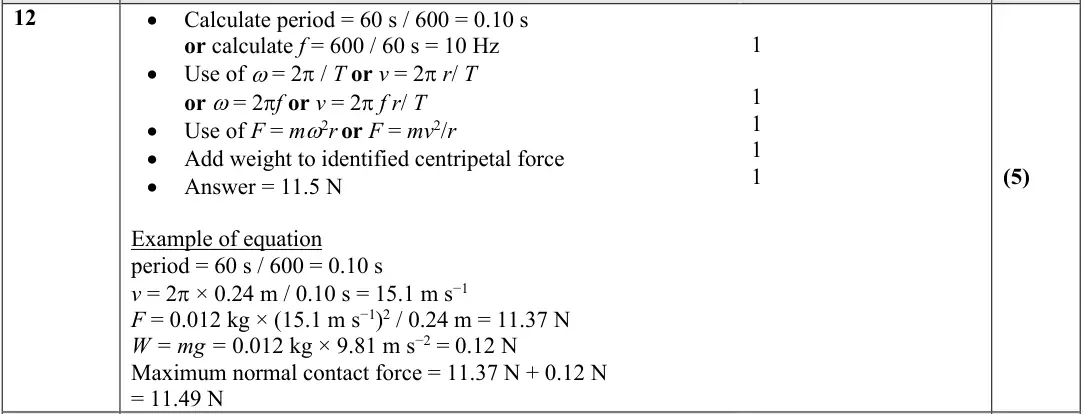 12
• Calculate period = 60 s / 600 = 0.10 s
or calculate f = 600 / 60 s = 10 Hz 1
• Use of ω = 2π / T or v = 2π r/ T
or ω = 2πf or v = 2π f r/ T 1
• Use of F = mω²r or F = mv²/r 1
• Add weight to identified centripetal force 1
• Answer = 11.5 N 1
(5)
Example of equation
period = 60 s / 600 = 0.10 s
v = 2π × 0.24 m / 0.10 s = 15.1 m s⁻¹
F = 0.012 kg × (15.1 m s⁻¹)² / 0.24 m = 11.37 N
W = mg = 0.012 kg × 9.81 m s⁻² = 0.12 N
Maximum normal contact force = 11.37 N + 0.12 N
= 11.49 N